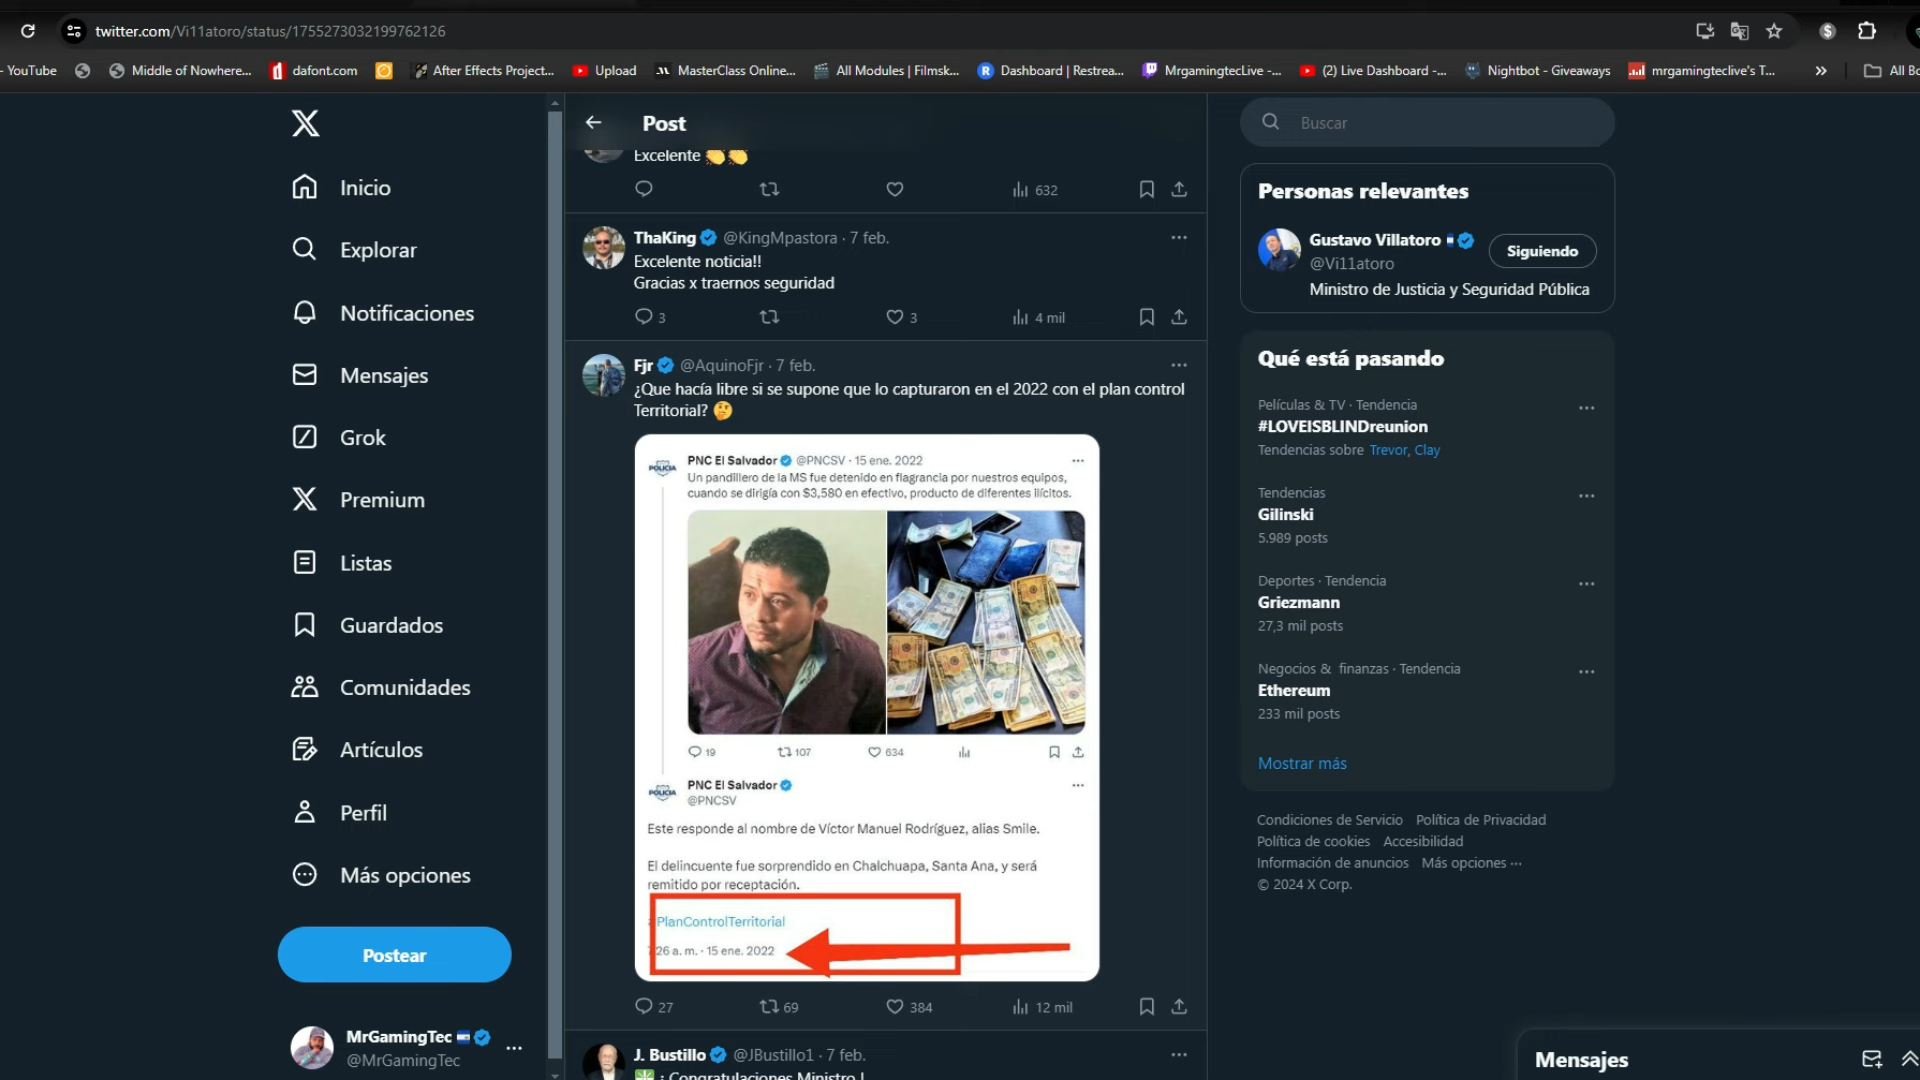 twitter.com/Vi11atoro/status/1755273032199762126
- YouTube
Middle of Nowhere...
dafont.com
After Effects Project...
Upload
MasterClass Online...
All Modules | Filmsk...
Dashboard | Restrea...
MrgamingtecLive -...
(2) Live Dashboard -...
Nightbot - Giveaways
mrgamingteclive's T...
»
All Bo
Inicio
Explorar
Notificaciones
Mensajes
Grok
Premium
Listas
Guardados
Comunidades
Artículos
Perfil
Más opciones
Postear
MrGamingTec
@MrGamingTec
Post
Excelente 👏👏
632
ThaKing @KingMpastora · 7 feb.
Excelente noticia!!
Gracias x traernos seguridad
3 3 4 mil
Fjr @AquinoFjr · 7 feb.
¿Que hacía libre si se supone que lo capturaron en el 2022 con el plan control
Territorial? 🤔
POLICIA
PNC El Salvador @PNCSV · 15 ene. 2022
Un pandillero de la MS fue detenido en flagrancia por nuestros equipos,
cuando se dirigía con $3,580 en efectivo, producto de diferentes ilícitos.
19 107 634
POLICIA
PNC El Salvador
@PNCSV
Este responde al nombre de Víctor Manuel Rodríguez, alias Smile.
El delincuente fue sorprendido en Chalchuapa, Santa Ana, y será
remitido por receptación.
PlanControlTerritorial
26 a. m. · 15 ene. 2022
27 69 384 12 mil
J. Bustillo @JBustillo1 · 7 feb.
¡ Congratulaciones Ministro !
Buscar
Personas relevantes
Gustavo Villatoro
@Vi11atoro
Siguiendo
Ministro de Justicia y Seguridad Pública
Qué está pasando
Películas & TV · Tendencia
#LOVEISBLINDreunion
Tendencias sobre Trevor, Clay
Tendencias
Gilinski
5.989 posts
Deportes · Tendencia
Griezmann
27,3 mil posts
Negocios & finanzas · Tendencia
Ethereum
233 mil posts
Mostrar más
Condiciones de Servicio Política de Privacidad
Política de cookies Accesibilidad
Información de anuncios Más opciones ···
© 2024 X Corp.
Mensajes